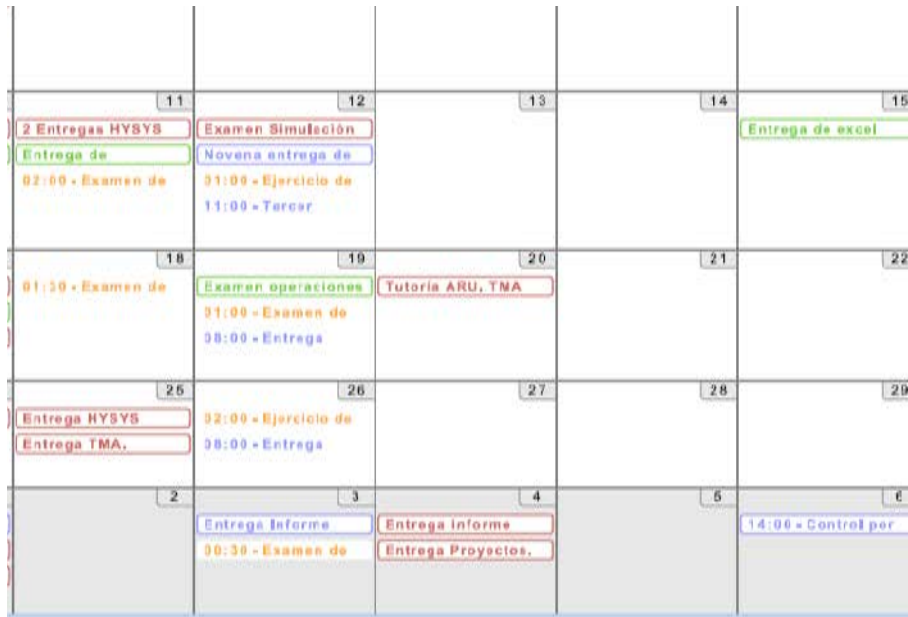 11
12
13
14
15
2 Entregas HYSYS
Examen Simulación
Entrega de excel
Entrega de
Novena entrega de
02:00 - Examen de
01:00 - Ejercicio de
11:00 - Tercer
18
19
20
21
22
01:30 - Examen de
Examen operaciones
Tutoría ARU, TMA
01:00 - Examen de
08:00 - Entrega
25
26
27
28
29
Entrega HYSYS
02:00 - Ejercicio de
Entrega TMA.
08:00 - Entrega
2
3
4
5
6
Entrega Informe
Entrega informe
14:00 - Control por
00:30 - Examen de
Entrega Proyectos.